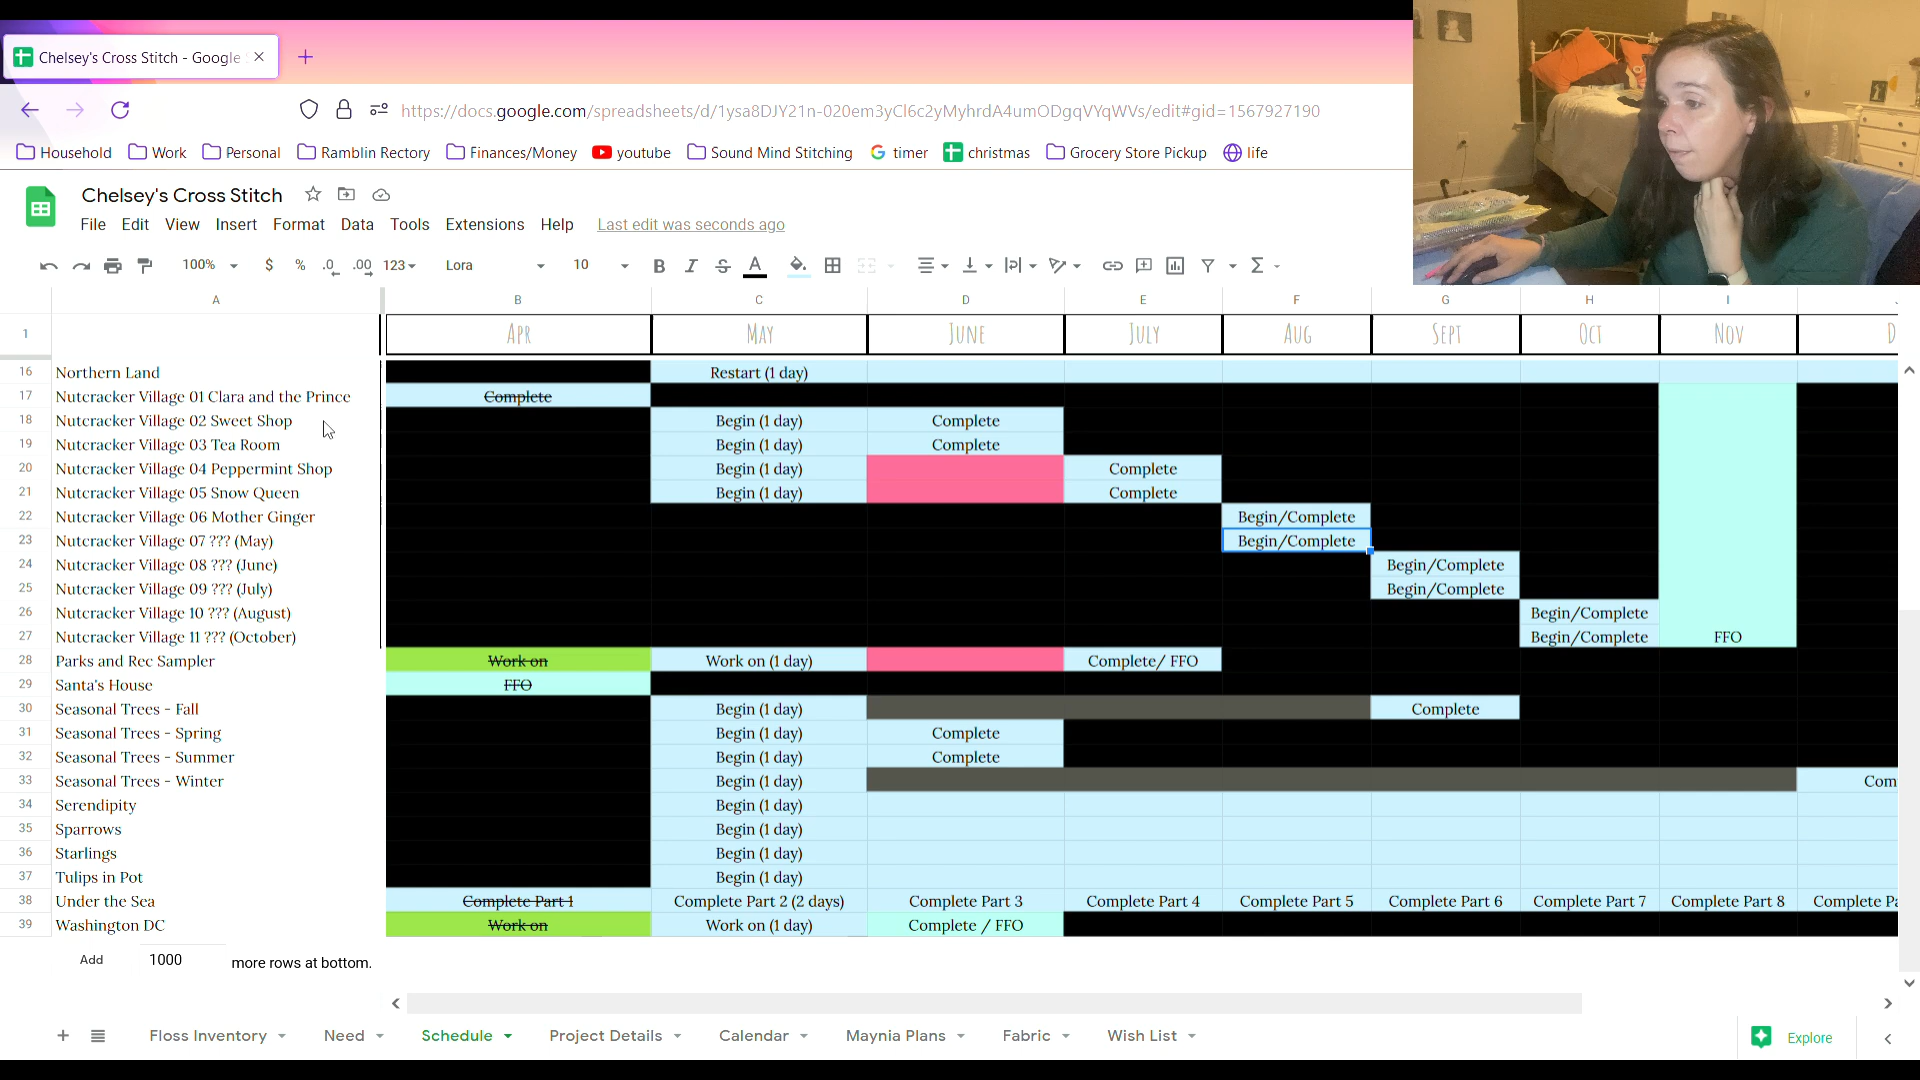 Chelsey's Cross Stitch - Google
https://docs.google.com/spreadsheets/d/1ysa8DJY21n-020em3yCl6c2yMyhrdA4umODgqVYqWVs/edit#gid=1567927190
Household Work Personal Ramblin Rectory Finances/Money youtube Sound Mind Stitching timer christmas Grocery Store Pickup life
Chelsey's Cross Stitch
File Edit View Insert Format Data Tools Extensions Help Last edit was seconds ago
100% $ % .0 .00 123 Lora 10 B I S A
A B C D E F G H I
1 Apr May June July Aug Sept Oct Nov D
16 Northern Land Restart (1 day)
17 Nutcracker Village 01 Clara and the Prince Complete
18 Nutcracker Village 02 Sweet Shop Begin (1 day) Complete
19 Nutcracker Village 03 Tea Room Begin (1 day) Complete
20 Nutcracker Village 04 Peppermint Shop Begin (1 day) Complete
21 Nutcracker Village 05 Snow Queen Begin (1 day) Complete
22 Nutcracker Village 06 Mother Ginger Begin/Complete
23 Nutcracker Village 07 ??? (May) Begin/Complete
24 Nutcracker Village 08 ??? (June) Begin/Complete
25 Nutcracker Village 09 ??? (July) Begin/Complete
26 Nutcracker Village 10 ??? (August) Begin/Complete
27 Nutcracker Village 11 ??? (October) Begin/Complete FFO
28 Parks and Rec Sampler Work on Work on (1 day) Complete/ FFO
29 Santa's House FFO
30 Seasonal Trees - Fall Begin (1 day) Complete
31 Seasonal Trees - Spring Begin (1 day) Complete
32 Seasonal Trees - Summer Begin (1 day) Complete
33 Seasonal Trees - Winter Begin (1 day) Com
34 Serendipity Begin (1 day)
35 Sparrows Begin (1 day)
36 Starlings Begin (1 day)
37 Tulips in Pot Begin (1 day)
38 Under the Sea Complete Part 1 Complete Part 2 (2 days) Complete Part 3 Complete Part 4 Complete Part 5 Complete Part 6 Complete Part 7 Complete Part 8 Complete Pa
39 Washington DC Work on Work on (1 day) Complete / FFO
Add 1000 more rows at bottom.
Floss Inventory Need Schedule Project Details Calendar Maynia Plans Fabric Wish List Explore